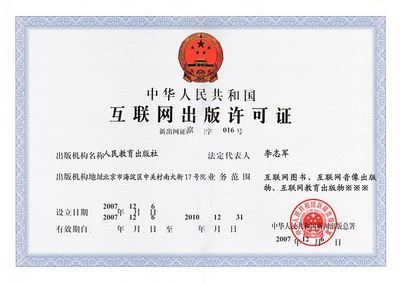 中华人民共和国
互联网出版许可证
新出网证(京)字 016 号
出版机构名称 人民教育出版社 法定代表人 李志军
出版机构地址 北京市海淀区中关村南大街17号院 业务范围 互联网图书、互联网音像出版物、互联网教育出版物※※※
设立日期 2007 年 12 月 6 日
有效期自 2007 年 12 月 6 日 至 2010 年 12 月 31 日
中华人民共和国新闻出版总署
2007 年 12 月 6 日